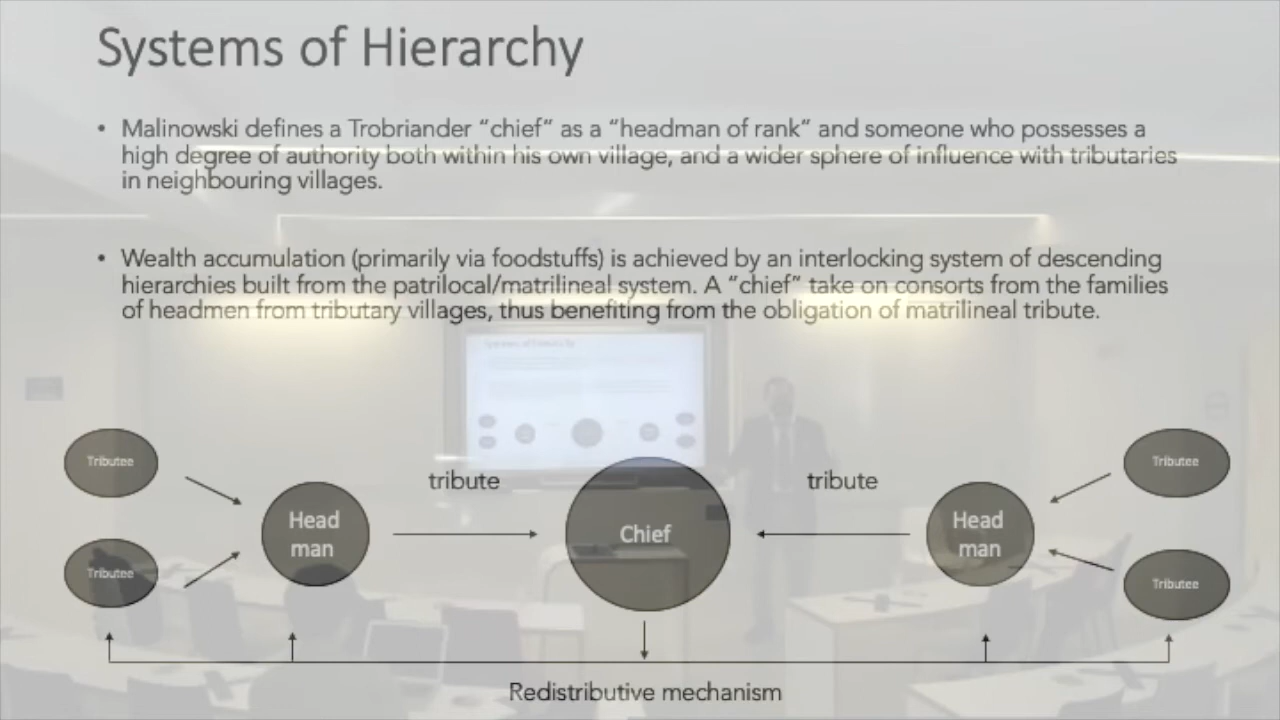 Systems of Hierarchy
• Malinowski defines a Trobriander “chief” as a “headman of rank” and someone who possesses a
high degree of authority both within his own village, and a wider sphere of influence with tributaries
in neighbouring villages.
• Wealth accumulation (primarily via foodstuffs) is achieved by an interlocking system of descending
hierarchies built from the patrilocal/matrilineal system. A “chief” take on consorts from the families
of headmen from tributary villages, thus benefiting from the obligation of matrilineal tribute.
Systems of Hierarchy
Tributee
Tributee
Head
man
tribute
Chief
tribute
Head
man
Tributee
Tributee
Redistributive mechanism